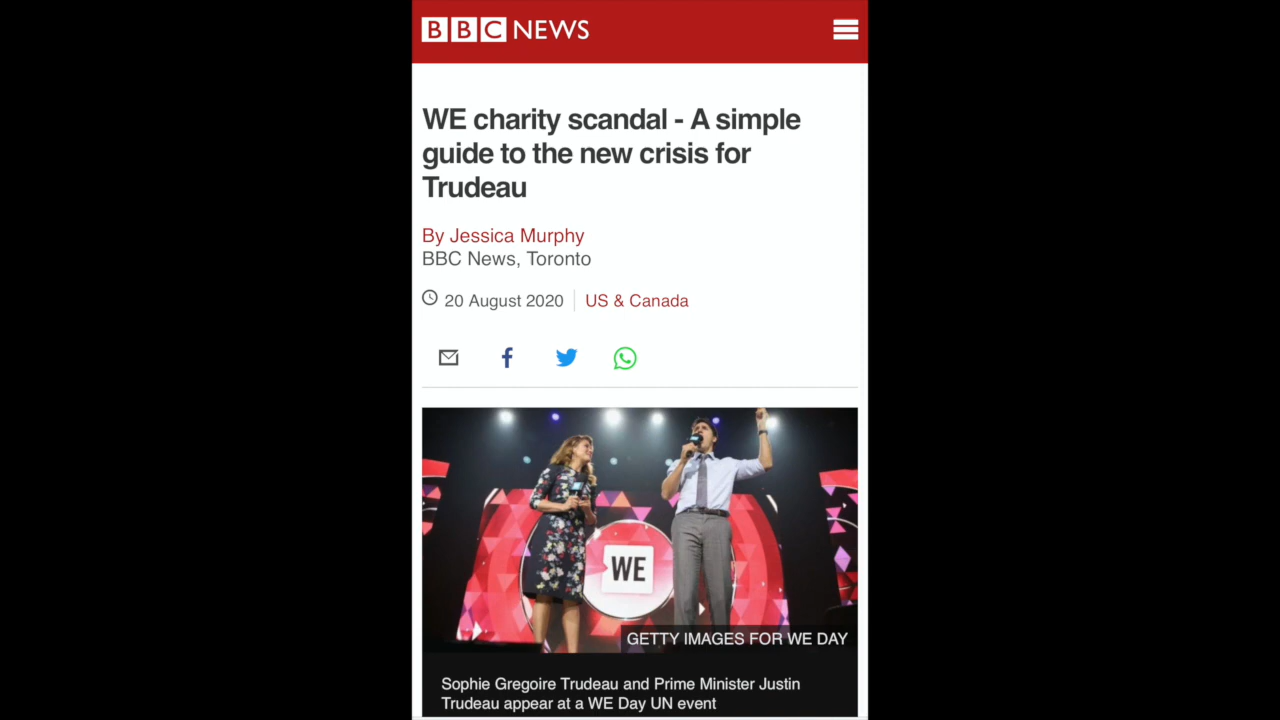 BBC NEWS
WE charity scandal - A simple
guide to the new crisis for
Trudeau
By Jessica Murphy
BBC News, Toronto
20 August 2020 US & Canada
WE
GETTY IMAGES FOR WE DAY
Sophie Gregoire Trudeau and Prime Minister Justin
Trudeau appear at a WE Day UN event